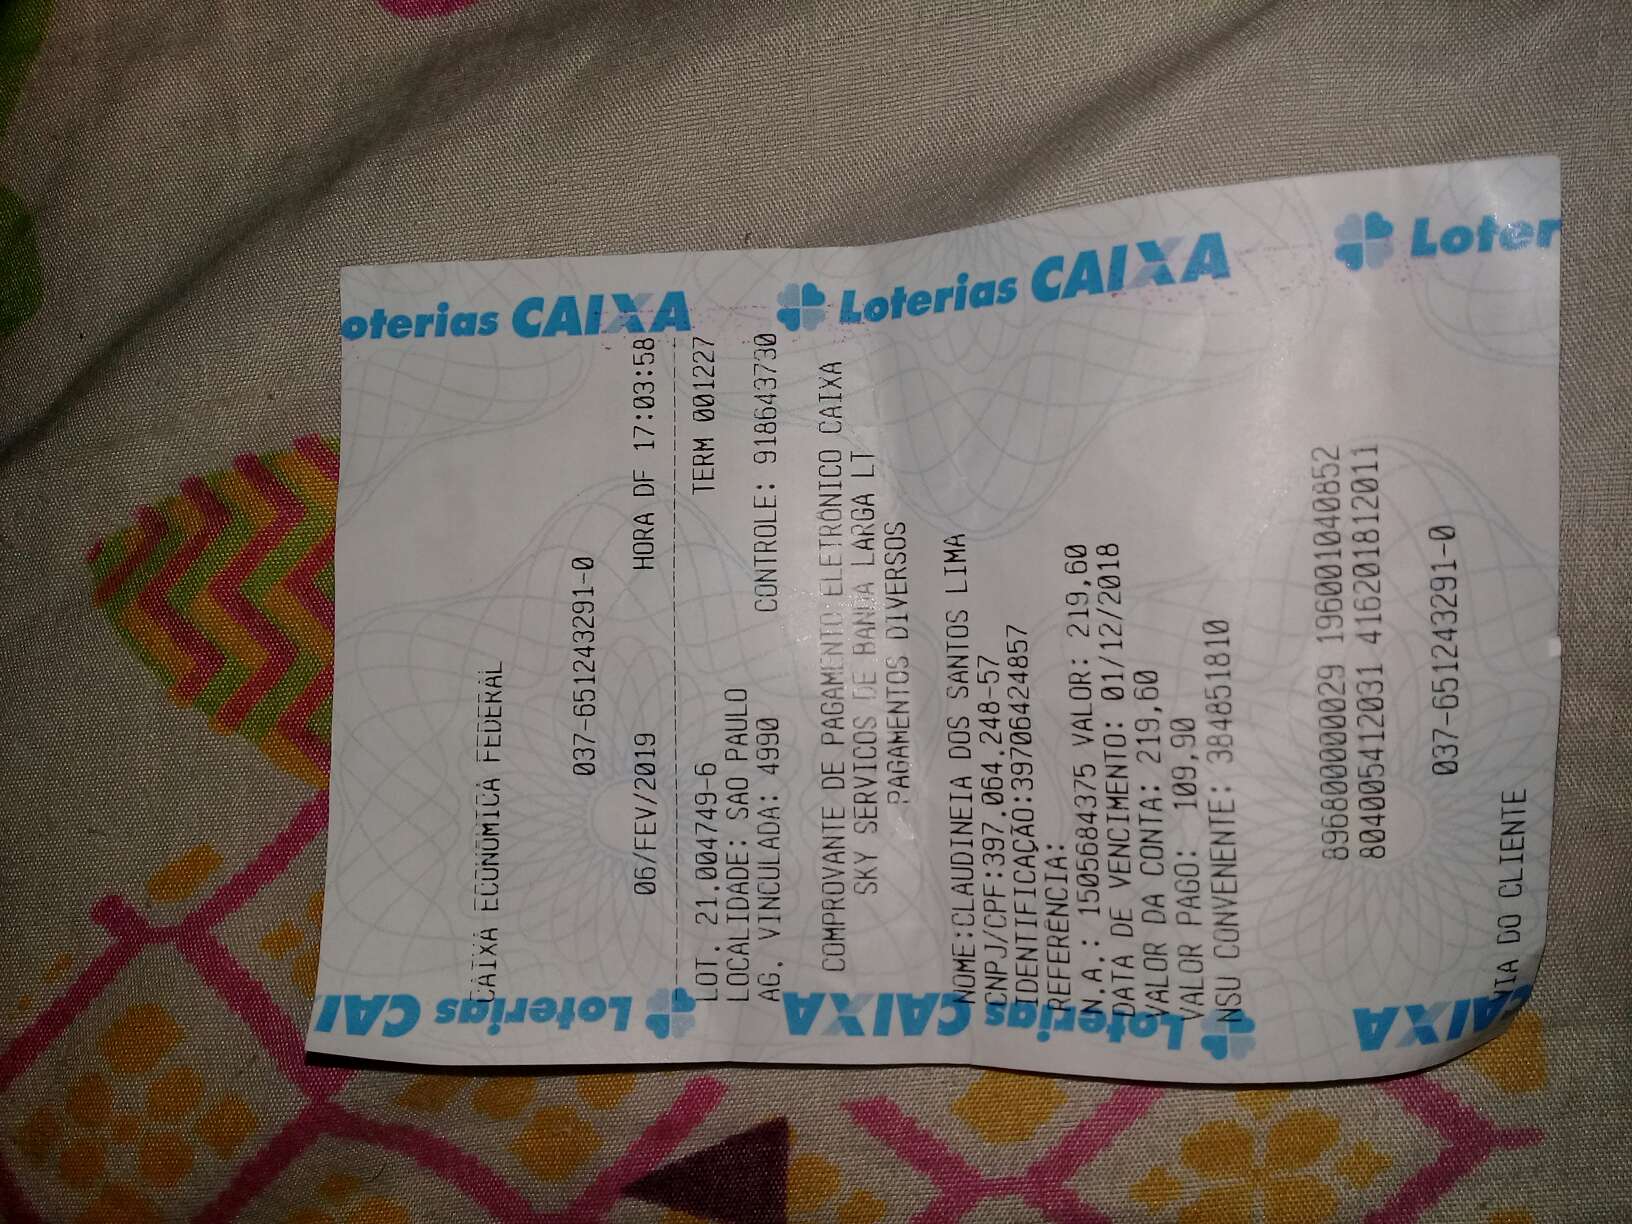 CAIXA ECONOMICA FEDERAL
037-651243291-0
06/FEV/2019 HORA DF 17:03:58
LOT. 21.004749-6 TERM 001227
LOCALIDADE: SAO PAULO
AG. VINCULADA: 4990 CONTROLE: 918643730
COMPROVANTE DE PAGAMENTO ELETRÔNICO CAIXA
SKY SERVICOS DE BANDA LARGA LT
PAGAMENTOS DIVERSOS
NOME:CLAUDINEIA DOS SANTOS LIMA
CNPJ/CPF:397.064.248-57
IDENTIFICAÇÃO:39706424857
REFERÊNCIA:
N.A.: 1505684375 VALOR: 219,60
DATA DE VENCIMENTO: 01/12/2018
VALOR DA CONTA: 219,60
VALOR PAGO: 109,90
NSU CONVENENTE: 384851810
896800000029 196001040852
804005412031 416201812011
037-651243291-0
VIA DO CLIENTE
AIXA
Loterias CAIXA
Loterias CAI
oterias CAIXA
Loterias CAIXA
Loter